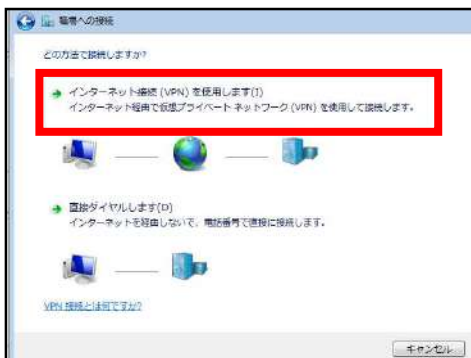 職場への接続
どの方法で接続しますか?
インターネット接続 (VPN) を使用します(I)
インターネット経由で仮想プライベート ネットワーク (VPN) を使用して接続します。
直接ダイヤルします(D)
インターネットを経由しないで、電話番号で直接に接続します。
VPN 接続とは何ですか?
キャンセル